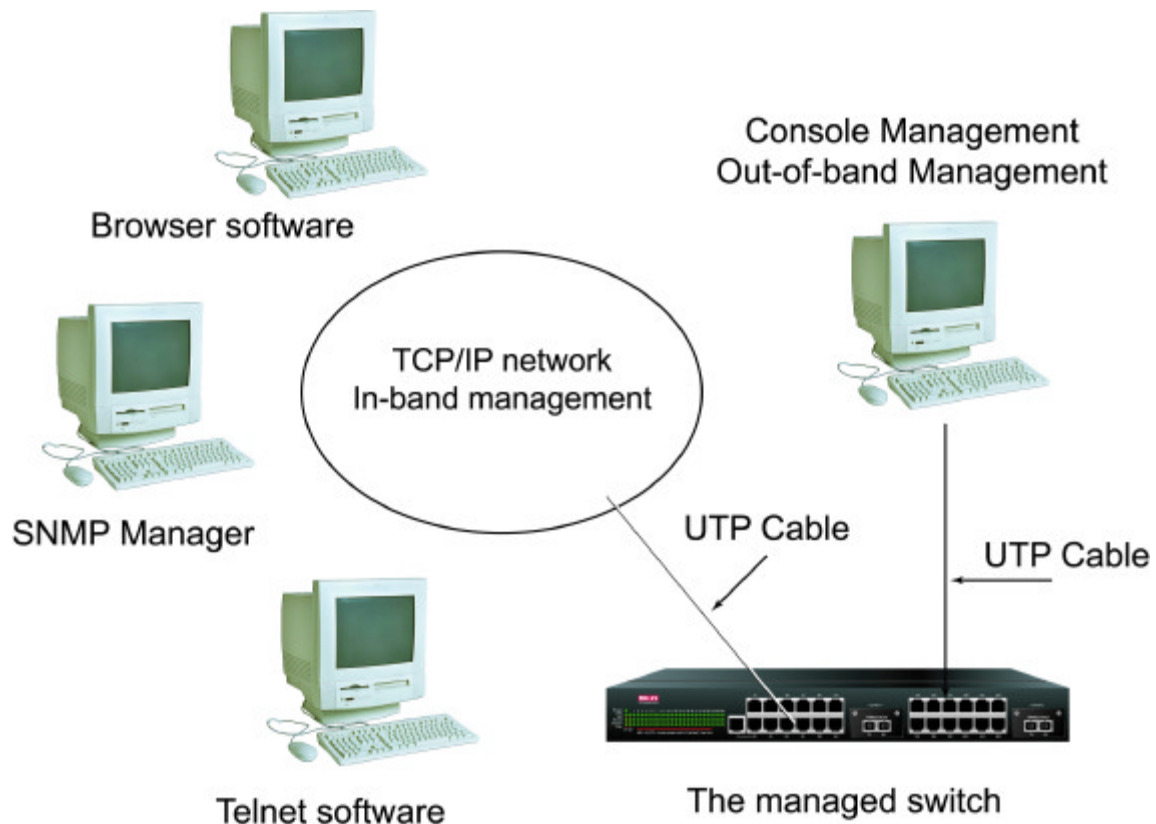 Console Management
Out-of-band Management
Browser software
TCP/IP network
In-band management
SNMP Manager
UTP Cable
UTP Cable
Telnet software
The managed switch